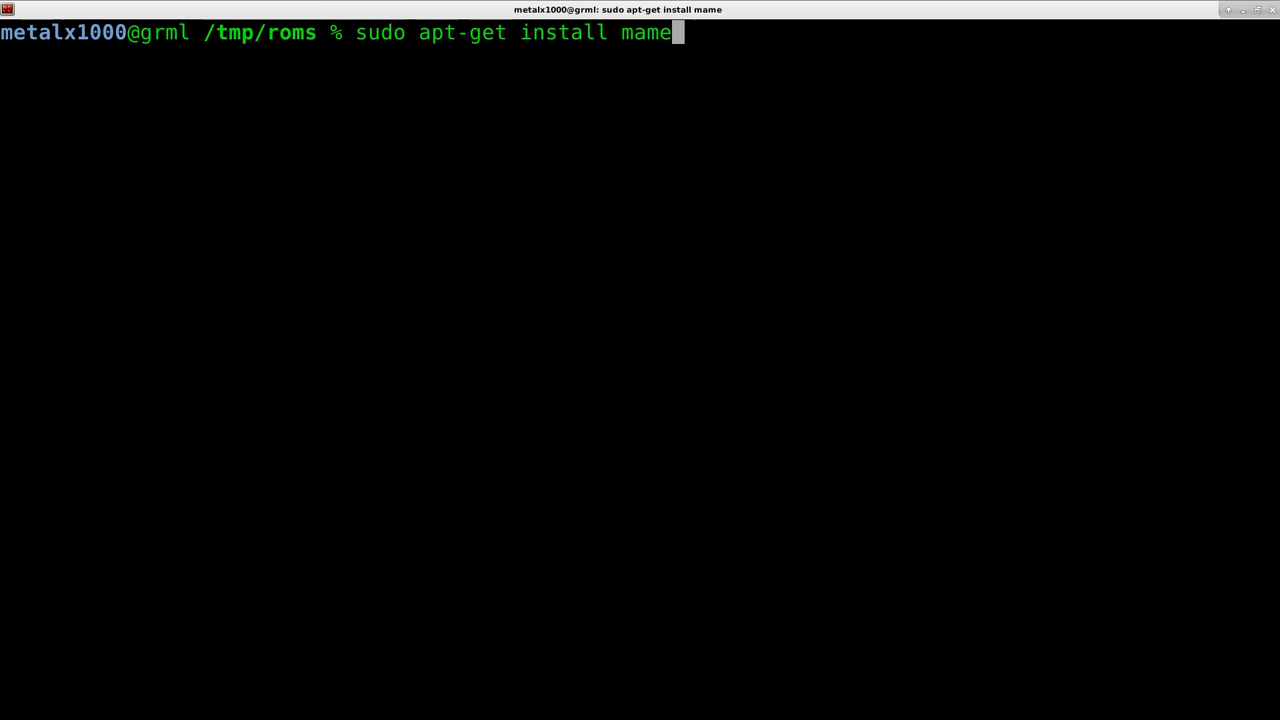 metalx1000@grml: sudo apt-get install mame
metalx1000@grml /tmp/roms % sudo apt-get install mame